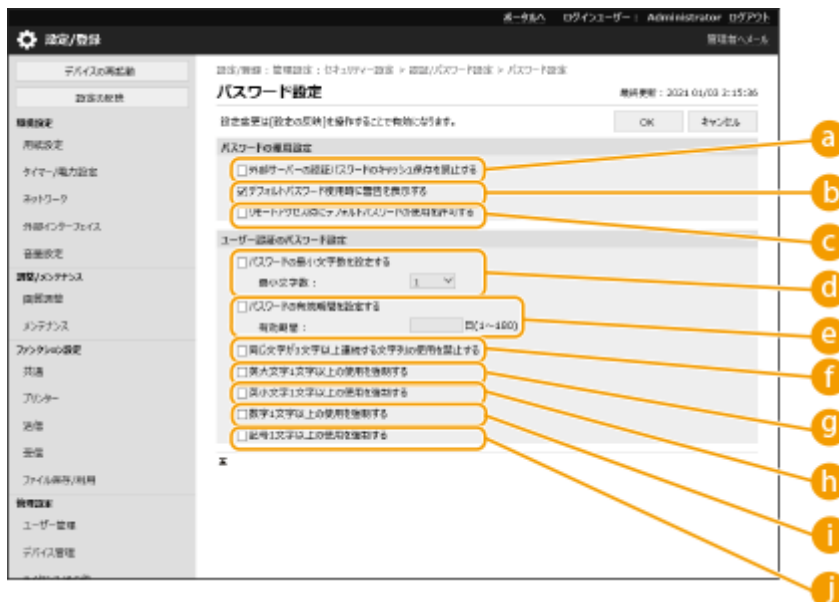 ポータルへ ログインユーザー： Administrator ログアウト
設定/登録
管理者へメール
デバイスの再起動
設定の反映
環境設定
用紙設定
タイマー/電力設定
ネットワーク
外部インターフェイス
音量設定
調整/メンテナンス
画質調整
メンテナンス
ファンクション設定
共通
プリンター
送信
受信
ファイル保存/利用
管理設定
ユーザー管理
デバイス管理
設定/登録 : 管理設定 : セキュリティー設定 > 認証/パスワード設定 > パスワード設定
パスワード設定
最終更新 : 2021 01/03 2:15:36
設定変更は[設定の反映]を操作することで有効になります。
OK
キャンセル
パスワードの運用設定
外部サーバーの認証パスワードのキャッシュ保存を禁止する
デフォルトパスワード使用時に警告を表示する
リモートアクセス時にデフォルトパスワードの使用を許可する
ユーザー認証のパスワード設定
パスワードの最小文字数を設定する
最小文字数 : 1
パスワードの有効期間を設定する
有効期間 : 日(1～180)
同じ文字が3文字以上連続する文字列の使用を禁止する
英大文字1文字以上の使用を強制する
英小文字1文字以上の使用を強制する
数字1文字以上の使用を強制する
記号1文字以上の使用を強制する
a
b
c
d
e
f
g
h
i
j